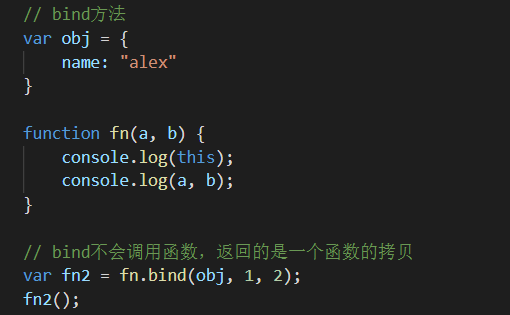 // bind方法
var obj = {
    name: "alex"
}

function fn(a, b) {
    console.log(this);
    console.log(a, b);
}

// bind不会调用函数，返回的是一个函数的拷贝
var fn2 = fn.bind(obj, 1, 2);
fn2();